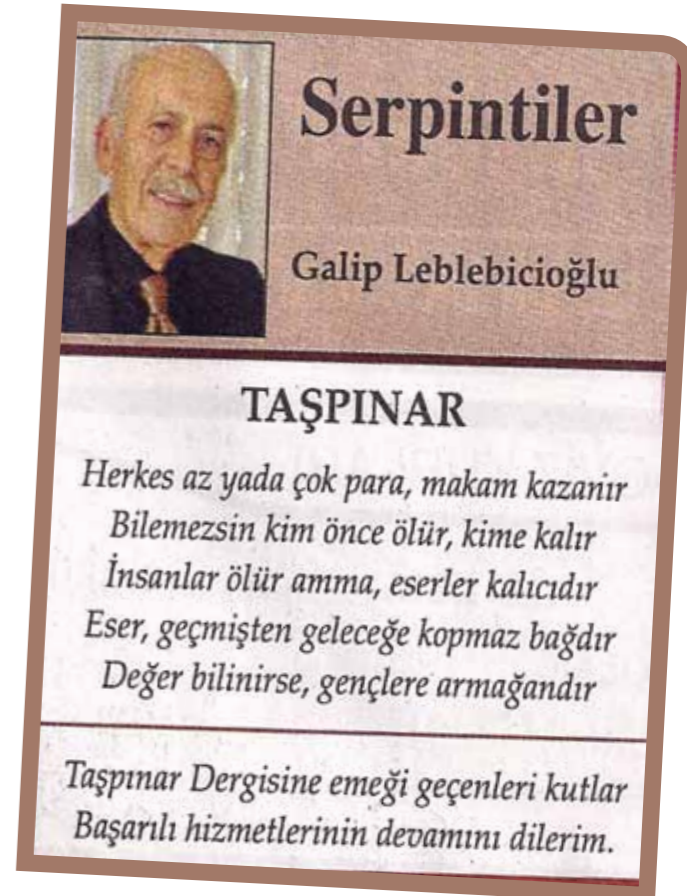 Serpintiler
Galip Leblebicioğlu
TAŞPINAR
Herkes az yada çok para, makam kazanır
Bilemezsin kim önce ölür, kime kalır
İnsanlar ölür amma, eserler kalıcıdır
Eser, geçmişten geleceğe kopmaz bağdır
Değer bilinirse, gençlere armağandır
Taşpınar Dergisine emeği geçenleri kutlar
Başarılı hizmetlerinin devamını dilerim.